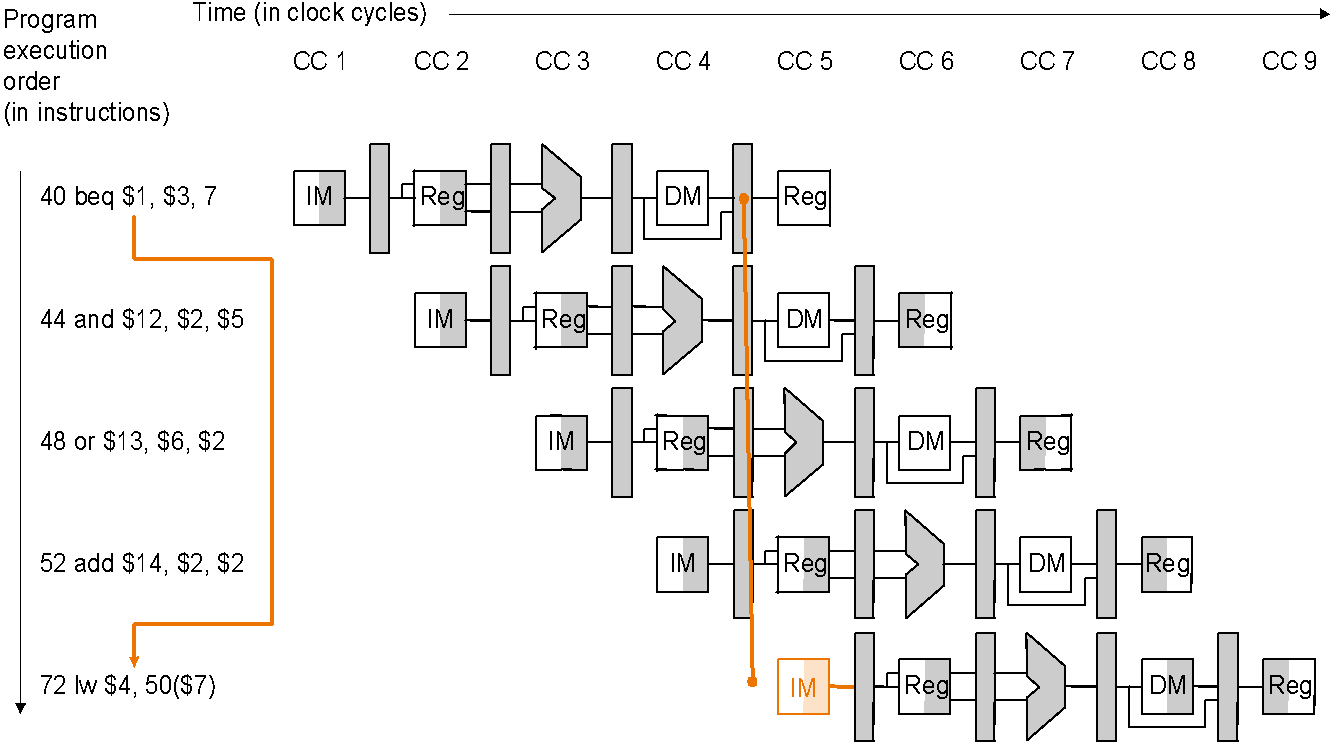 Time (in clock cycles)
Program
execution
order
(in instructions)
CC 1 CC 2 CC 3 CC 4 CC 5 CC 6 CC 7 CC 8 CC 9
40 beq $1, $3, 7 IM Reg DM Reg
44 and $12, $2, $5 IM Reg DM Reg
48 or $13, $6, $2 IM Reg DM Reg
52 add $14, $2, $2 IM Reg DM Reg
72 lw $4, 50($7) IM Reg DM Reg